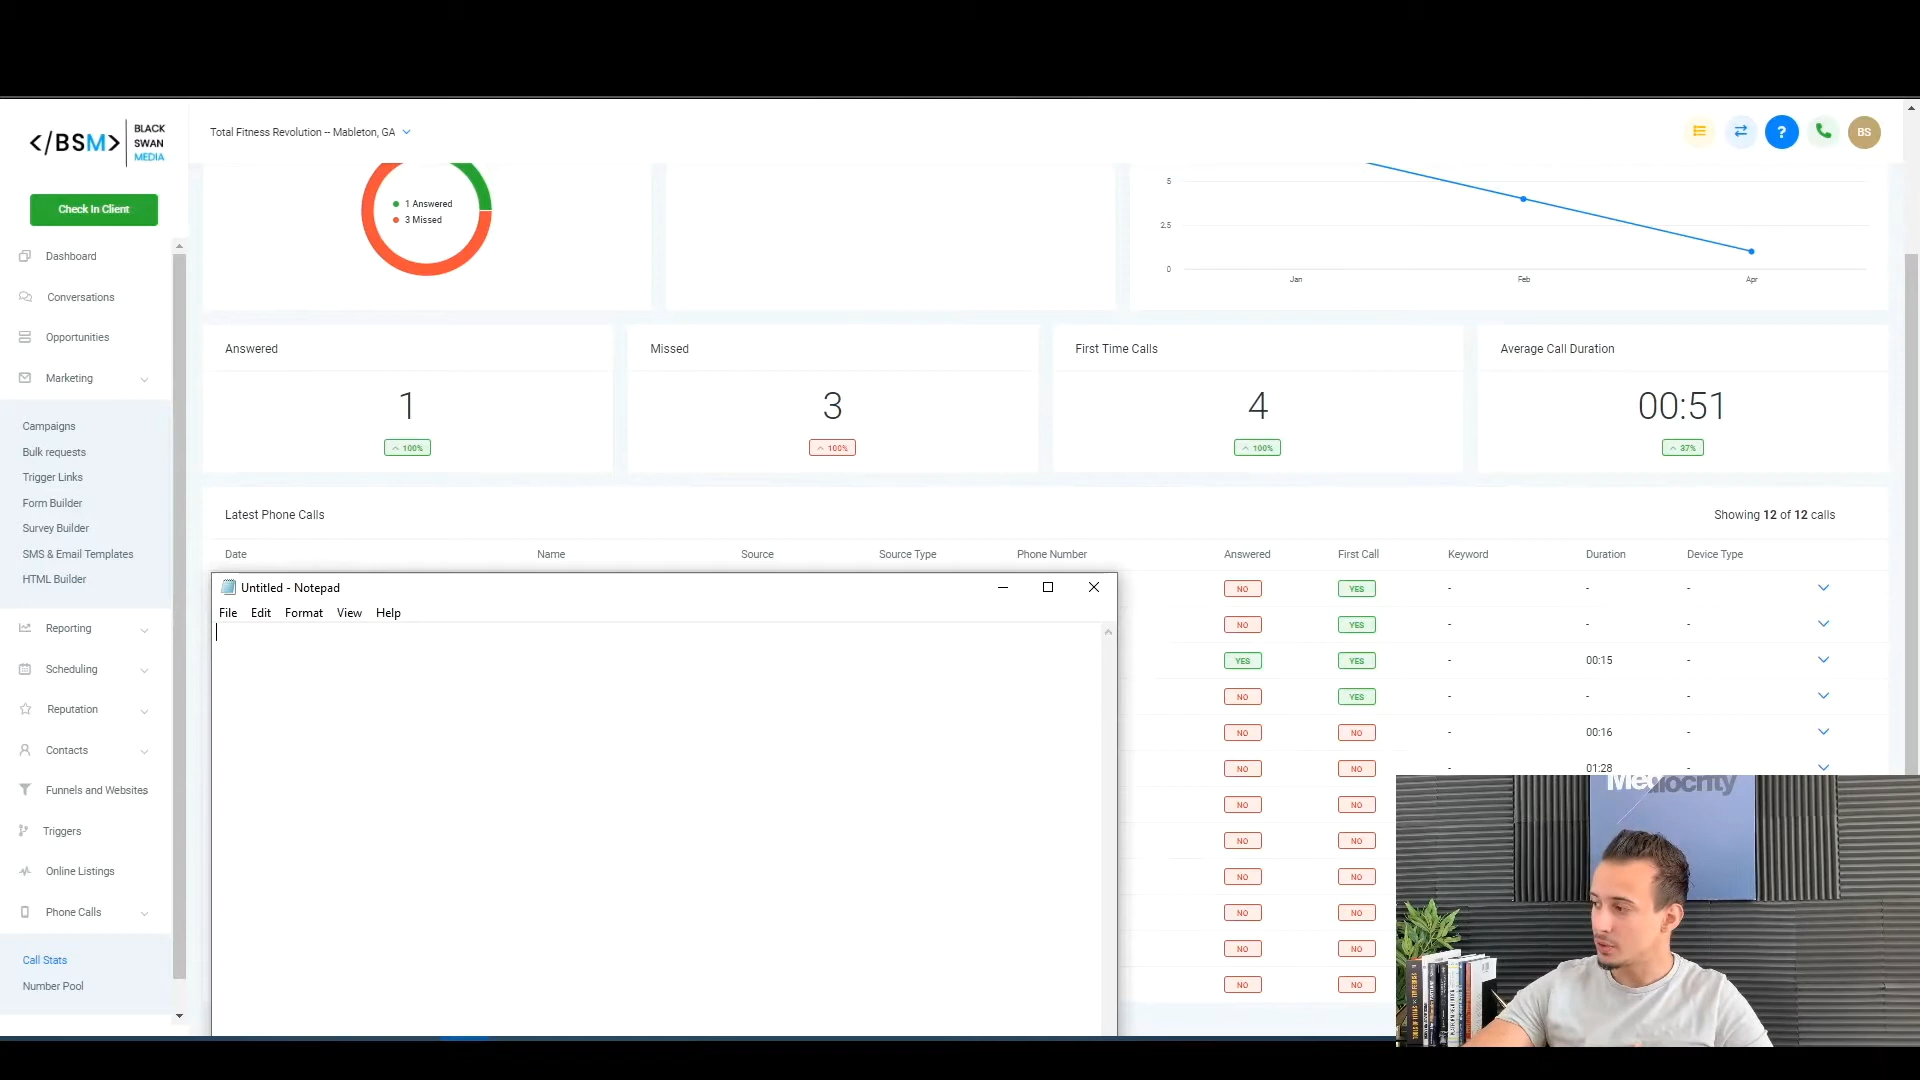 </BSM>
BLACK
SWAN
MEDIA
Total Fitness Revolution -- Mableton, GA
?
BS
Check In Client
Dashboard
Conversations
Opportunities
Marketing
Campaigns
Bulk requests
Trigger Links
Form Builder
Survey Builder
SMS & Email Templates
HTML Builder
Reporting
Scheduling
Reputation
Contacts
Funnels and Websites
Triggers
Online Listings
Phone Calls
Call Stats
Number Pool
1 Answered
3 Missed
5
2.5
0
Jan Feb Apr
Answered Missed First Time Calls Average Call Duration
1 3 4 00:51
100% 100% 100% 37%
Latest Phone Calls Showing 12 of 12 calls
Date Name Source Source Type Phone Number Answered First Call Keyword Duration Device Type
Untitled - Notepad
File Edit Format View Help
NO YES - - -
NO YES - - -
YES YES - 00:15 -
NO YES - - -
NO NO - 00:16 -
NO NO - 01:28 -
NO NO
NO NO
NO NO
NO NO
NO NO
NO NO
Mediocrity